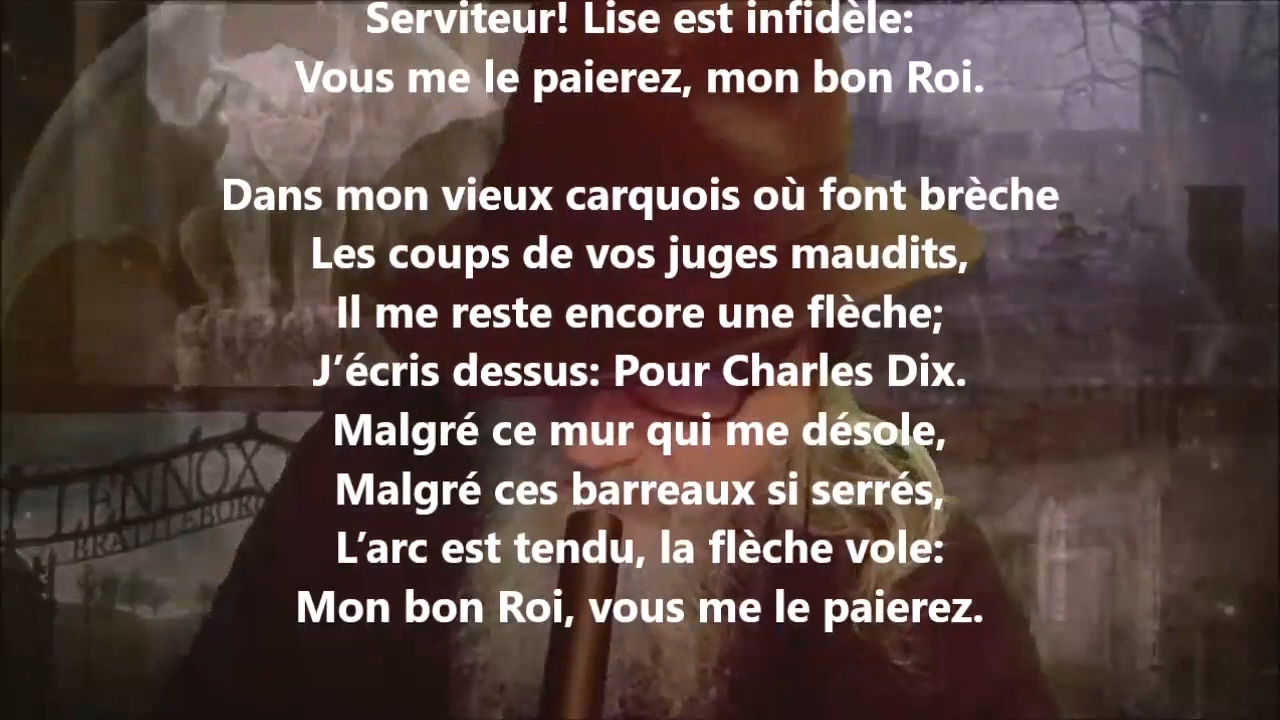 Serviteur! Lise est infidèle:
Vous me le paierez, mon bon Roi.
Dans mon vieux carquois où font brèche
Les coups de vos juges maudits,
Il me reste encore une flèche;
J’écris dessus: Pour Charles Dix.
Malgré ce mur qui me désole,
Malgré ces barreaux si serrés,
L’arc est tendu, la flèche vole:
Mon bon Roi, vous me le paierez.
LENNOX